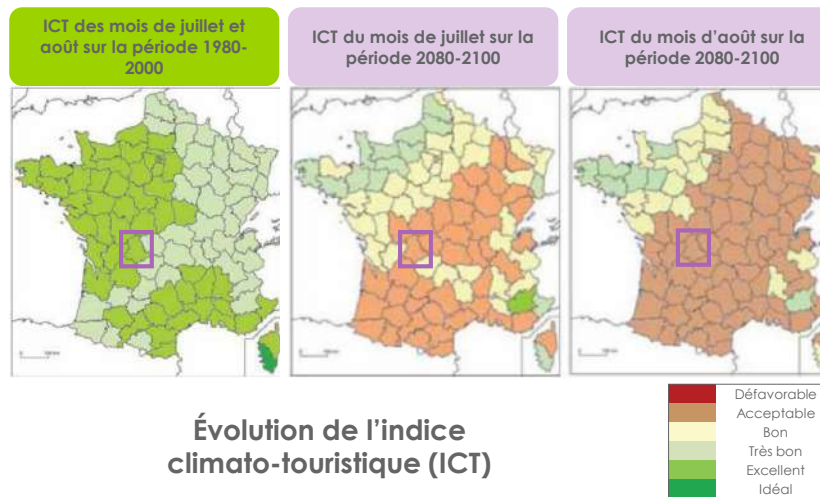 ICT des mois de juillet et
août sur la période 1980-
2000
ICT du mois de juillet sur la
période 2080-2100
ICT du mois d'août sur la
période 2080-2100
Évolution de l'indice
climato-touristique (ICT)
Défavorable
Acceptable
Bon
Très bon
Excellent
Idéal